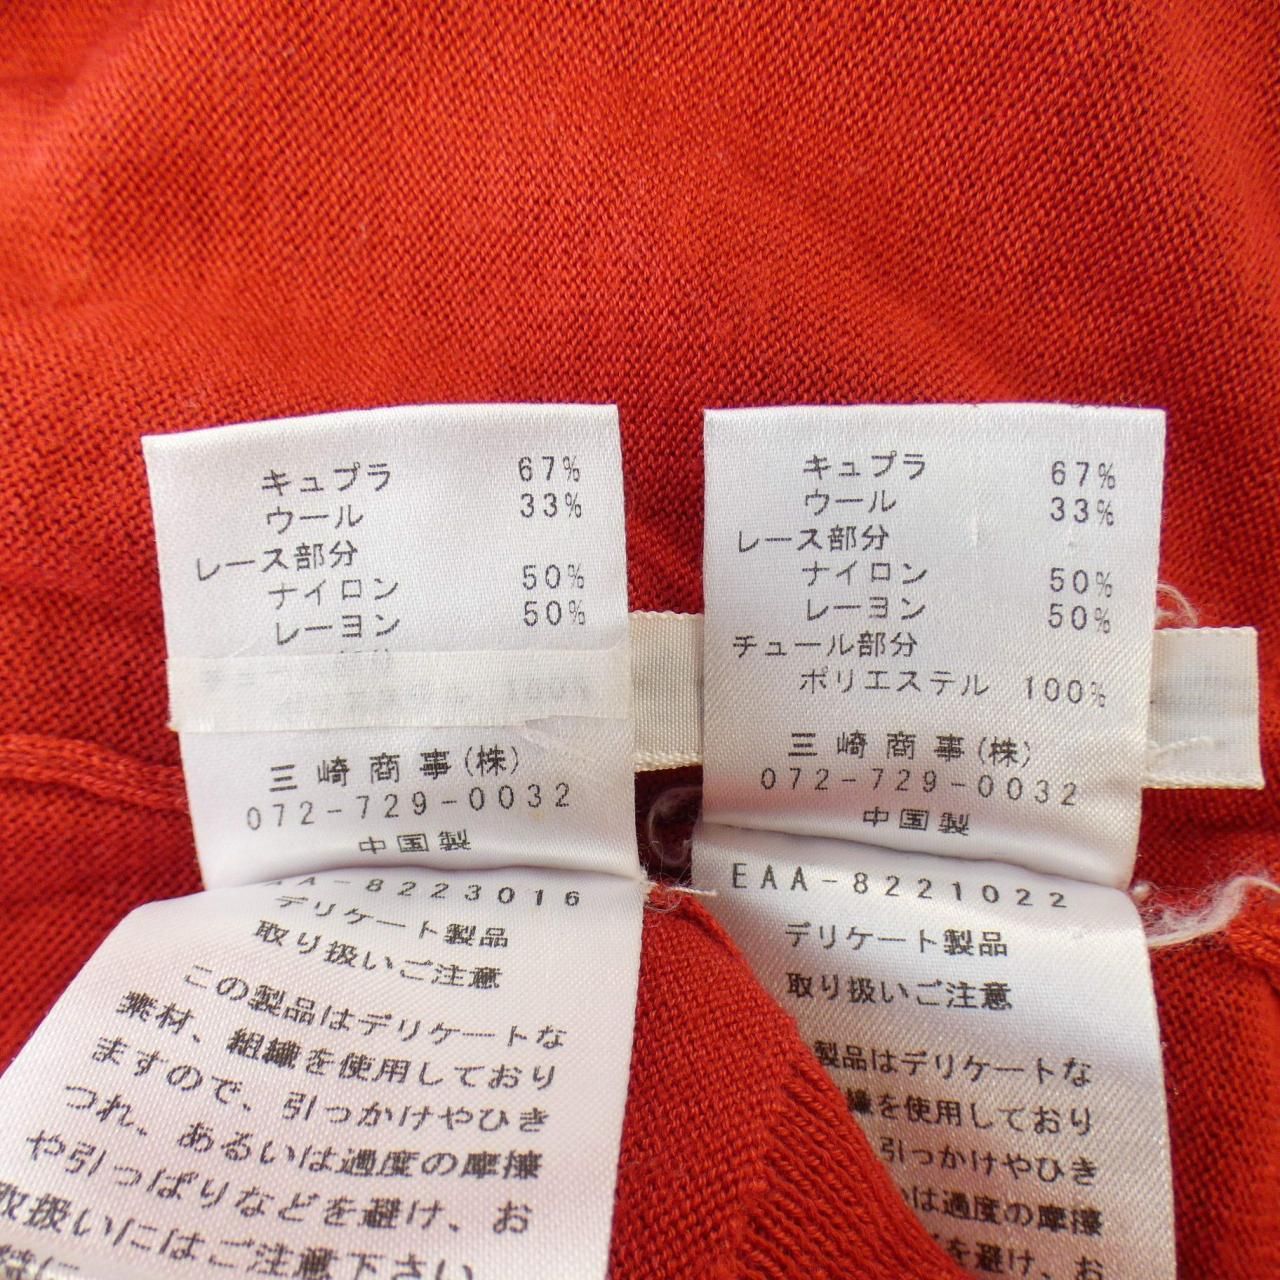 キュプラ 67%
ウール 33%
レース部分
ナイロン 50%
レーヨン 50%
チュール部分
100%
三崎商事(株)
072-729-0032
中国製
AA-8223016
デリケート製品
取り扱いご注意
この製品はデリケートな
素材、組織を使用しており
ますので、引っかけやひき
つれ、あるいは過度の摩擦
や引っぱりなどを避け、お
取扱いにはご注意下さい
特に
キュプラ 67%
ウール 33%
レース部分
ナイロン 50%
レーヨン 50%
チュール部分
ポリエステル 100%
三崎商事(株)
072-729-0032
中国製
EAA-8221022
デリケート製品
取り扱いご注意
製品はデリケートな
を使用しており
引っかけやひき
は過度の摩擦
を避け、お